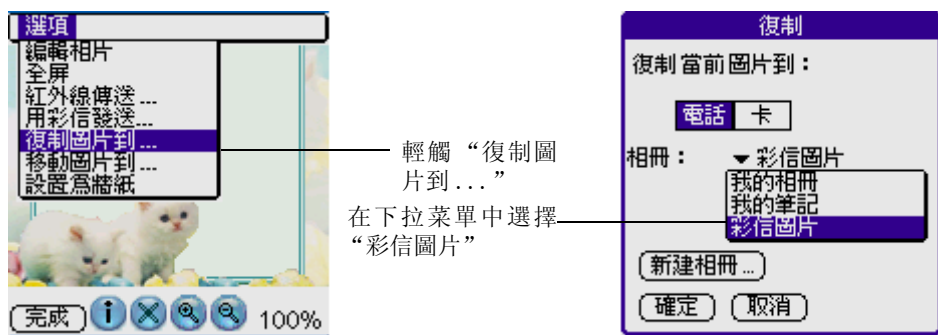 選項
編輯相片
全屏
紅外線傳送...
用彩信發送...
復制圖片到...
移動圖片到...
設置爲牆紙
完成
100%
輕觸“復制圖
片到...”
在下拉菜單中選擇
“彩信圖片”
復制
復制當前圖片到：
電話 卡
相冊： 彩信圖片
我的相冊
我的筆記
彩信圖片
新建相冊...
確定 取消